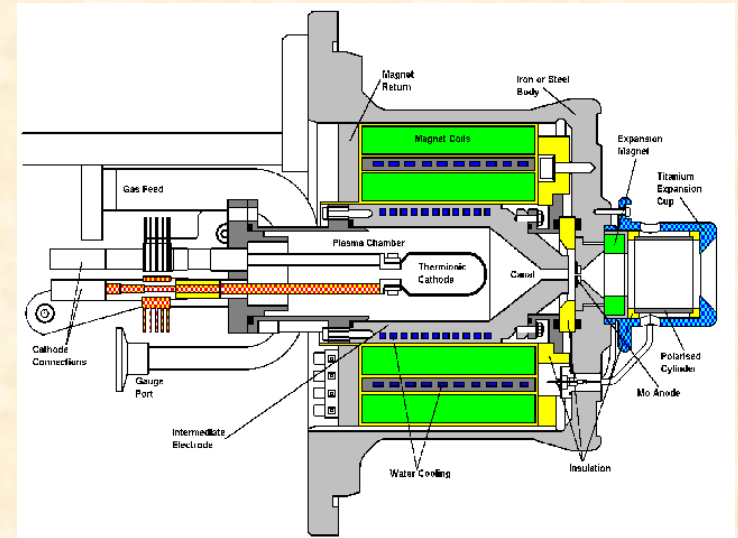 Magnet
Return
Iron or Steel
Body
Magnet Coils
Expansion
Magnet
Titanium
Expansion
Cup
Gas Feed
Plasma Chamber
Thermionic
Cathode
Canal
Cathode
Connections
Gauge
Port
Polarised
Cylinder
Mo Anode
Intermediate
Electrode
Water Cooling
Insulation